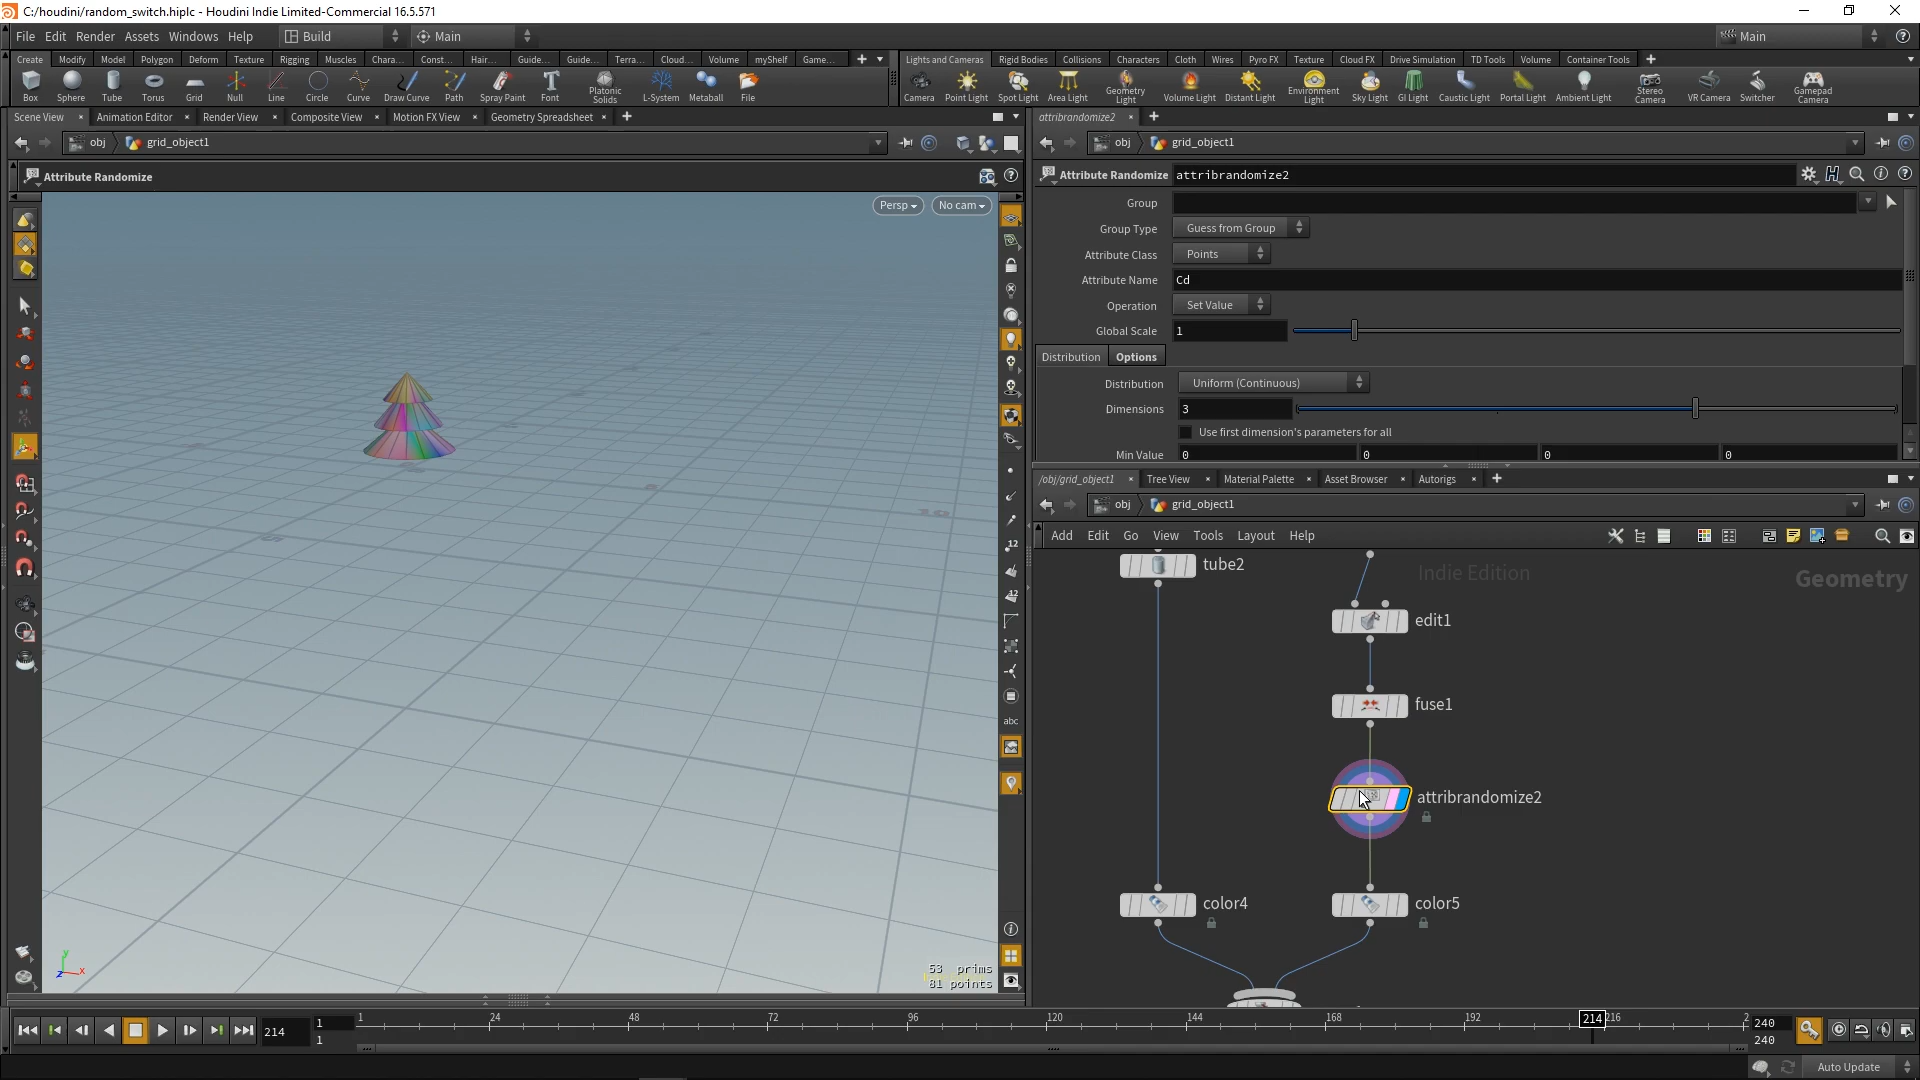 C:/houdini/random_switch.hiplc - Houdini Indie Limited-Commercial 16.5.571
File Edit Render Assets Windows Help Build Main Main
Create Modify Model Polygon Deform Texture Rigging Muscles Chara... Const... Hair... Guide... Guide... Terra... Cloud... Volume myShelf Game...
Lights and Cameras Rigid Bodies Collisions Characters Cloth Wires Pyro FX Texture Cloud FX Drive Simulation TD Tools Volume Container Tools
Box Sphere Tube Torus Grid Null Line Circle Curve Draw Curve Path Spray Paint Font Platonic Solids L-System Metaball File
Camera Point Light Spot Light Area Light Geometry Light Volume Light Distant Light Environment Light Sky Light GI Light Caustic Light Portal Light Ambient Light Stereo Camera VR Camera Switcher Gamepad Camera
Scene View Animation Editor Render View Composite View Motion FX View Geometry Spreadsheet
obj grid_object1
Attribute Randomize
Persp No cam
53 prims
81 points
attribrandomize2
obj grid_object1
Attribute Randomize attribrandomize2
Group
Group Type Guess from Group
Attribute Class Points
Attribute Name Cd
Operation Set Value
Global Scale 1
Distribution Options
Distribution Uniform (Continuous)
Dimensions 3
Use first dimension's parameters for all
Min Value 0 0 0 0
/obj/grid_object1 Tree View Material Palette Asset Browser Autorigs
obj grid_object1
Add Edit Go View Tools Layout Help
Indie Edition
Geometry
tube2
edit1
fuse1
attribrandomize2
color4
color5
214 1 1 24 48 72 96 120 144 168 192 214 216 2 240
1 240
Auto Update